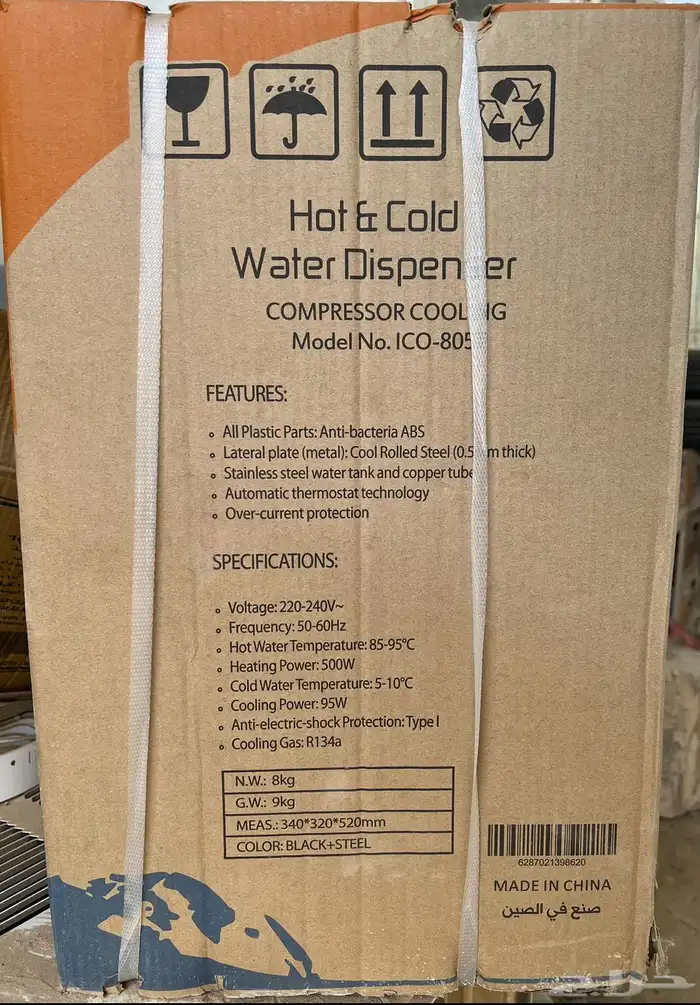 Hot & Cold
Water Dispenser
COMPRESSOR COOLING
Model No. ICO-805
FEATURES:
All Plastic Parts: Anti-bacteria ABS
Lateral plate (metal): Cool Rolled Steel (0.5mm thick)
Stainless steel water tank and copper tube
Automatic thermostat technology
Over-current protection
SPECIFICATIONS:
Voltage: 220-240V~
Frequency: 50-60Hz
Hot Water Temperature: 85-95°C
Heating Power: 500W
Cold Water Temperature: 5-10°C
Cooling Power: 95W
Anti-electric-shock Protection: Type I
Cooling Gas: R134a
N.W.: 8kg
G.W.: 9kg
MEAS.: 340*320*520mm
COLOR: BLACK+STEEL
6287021398620
MADE IN CHINA
صنع في الصين
حراج